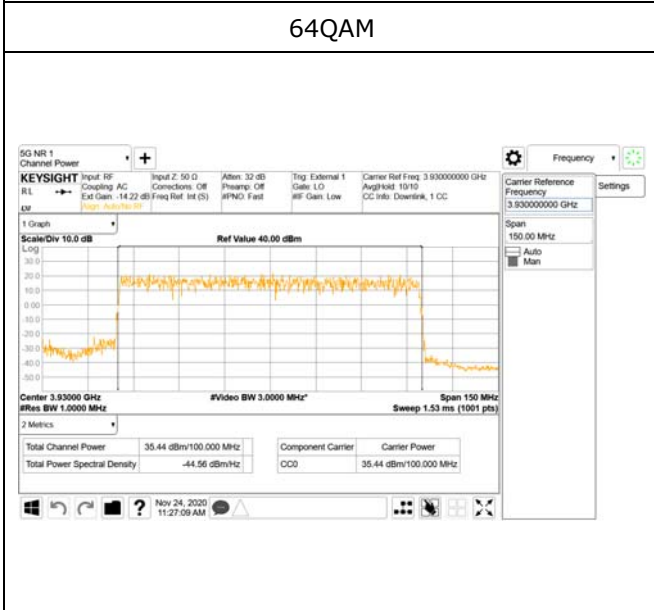 64QAM
5G NR 1
Channel Power
+
Frequency
KEYSIGHT Input: RF Input Z: 50 Ω Atten: 32 dB Trig: External 1 Carrier Ref Freq: 3.930000000 GHz
RL Coupling: AC Corrections: Off Preamp: Off Gate: LO Avg|Hold: 10/10
Ext Gain: -14.22 dB Freq Ref: Int (S) #PNO: Fast #IF Gain: Low CC Info: Downlink, 1 CC
Align: Auto/No RF
Carrier Reference
Frequency
3.930000000 GHz
Settings
Span
150.00 MHz
Auto
Man
1 Graph
Scale/Div 10.0 dB Ref Value 40.00 dBm
Log
30.0
20.0
10.0
0.00
-10.0
-20.0
-30.0
-40.0
-50.0
Center 3.93000 GHz #Video BW 3.0000 MHz* Span 150 MHz
#Res BW 1.0000 MHz Sweep 1.53 ms (1001 pts)
2 Metrics
Total Channel Power 35.44 dBm/100.000 MHz Component Carrier Carrier Power
Total Power Spectral Density -44.56 dBm/Hz CC0 35.44 dBm/100.000 MHz
? Nov 24, 2020
11:27:09 AM